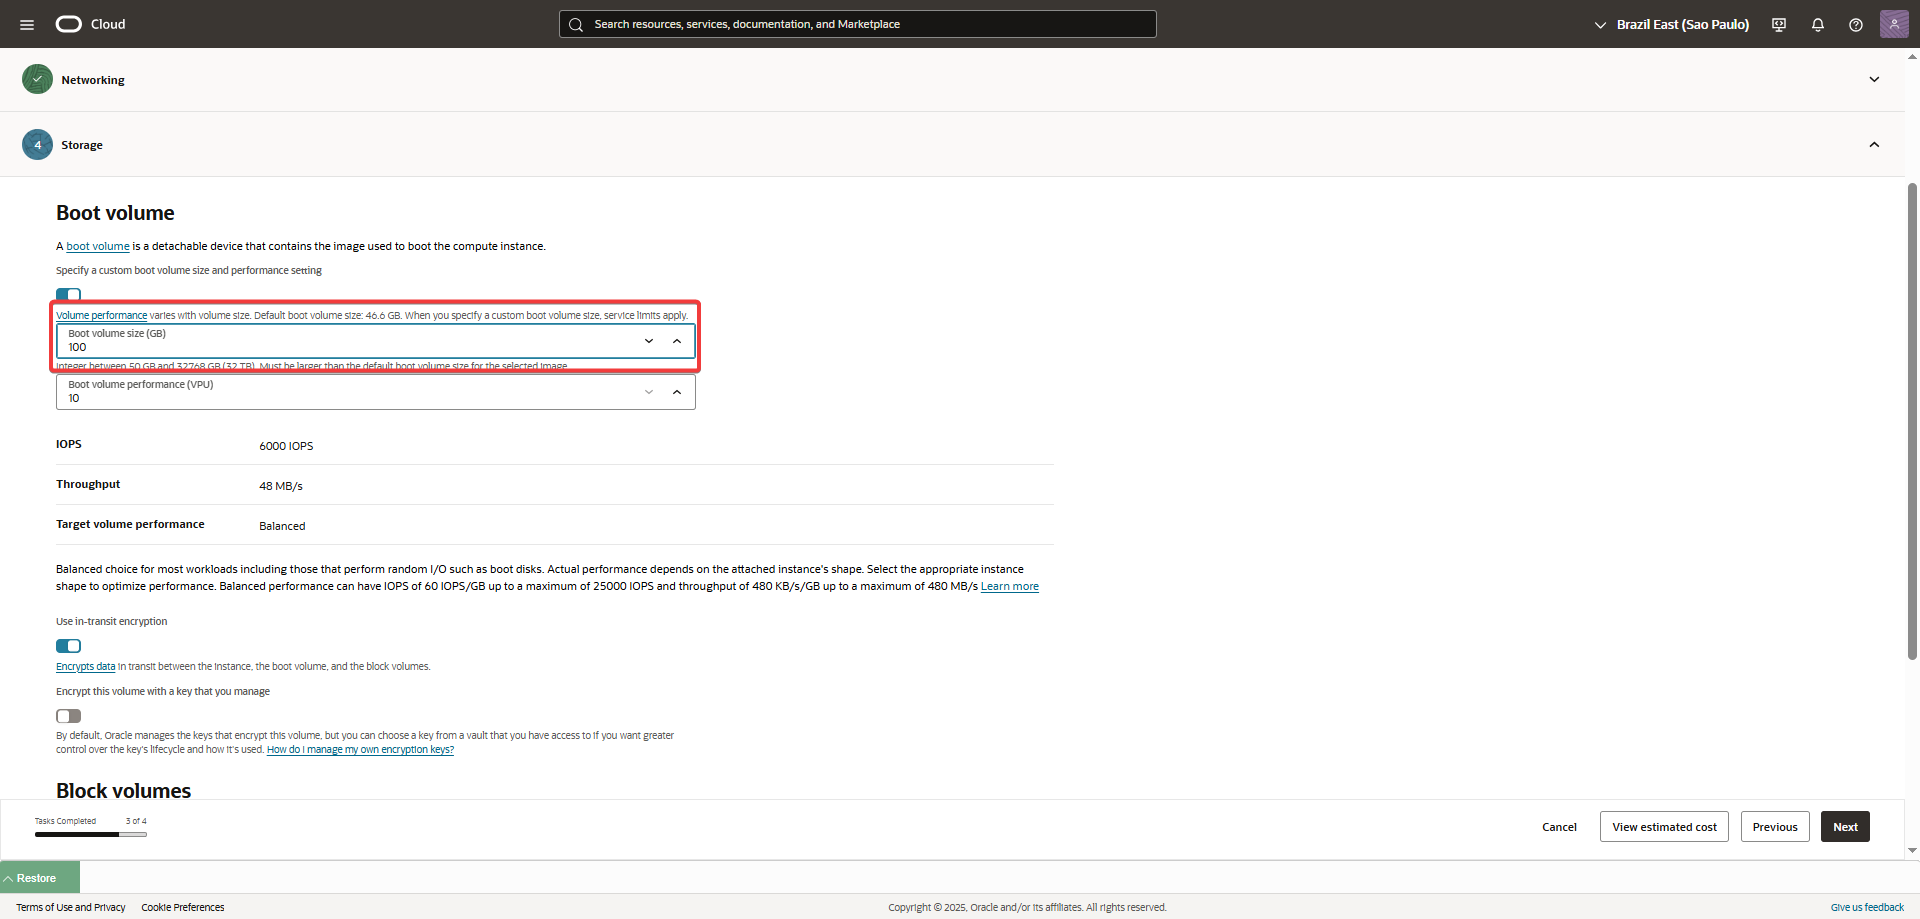 Cloud
Search resources, services, documentation, and Marketplace
Brazil East (Sao Paulo)
Networking
4 Storage
Boot volume
A boot volume is a detachable device that contains the image used to boot the compute instance.
Specify a custom boot volume size and performance setting
Volume performance varies with volume size. Default boot volume size: 46.6 GB. When you specify a custom boot volume size, service limits apply.
Boot volume size (GB)
100
Integer between 50 GB and 32768 GB (32 TB). Must be larger than the default boot volume size for the selected image.
Boot volume performance (VPU)
10
IOPS 6000 IOPS
Throughput 48 MB/s
Target volume performance Balanced
Balanced choice for most workloads including those that perform random I/O such as boot disks. Actual performance depends on the attached instance's shape. Select the appropriate instance
shape to optimize performance. Balanced performance can have IOPS of 60 IOPS/GB up to a maximum of 25000 IOPS and throughput of 480 KB/s/GB up to a maximum of 480 MB/s Learn more
Use in-transit encryption
Encrypts data in transit between the instance, the boot volume, and the block volumes.
Encrypt this volume with a key that you manage
By default, Oracle manages the keys that encrypt this volume, but you can choose a key from a vault that you have access to if you want greater
control over the key's lifecycle and how it's used. How do I manage my own encryption keys?
Block volumes
Tasks Completed 3 of 4
Cancel
View estimated cost
Previous
Next
Restore
Terms of Use and Privacy
Cookie Preferences
Copyright © 2025, Oracle and/or its affiliates. All rights reserved.
Give us feedback